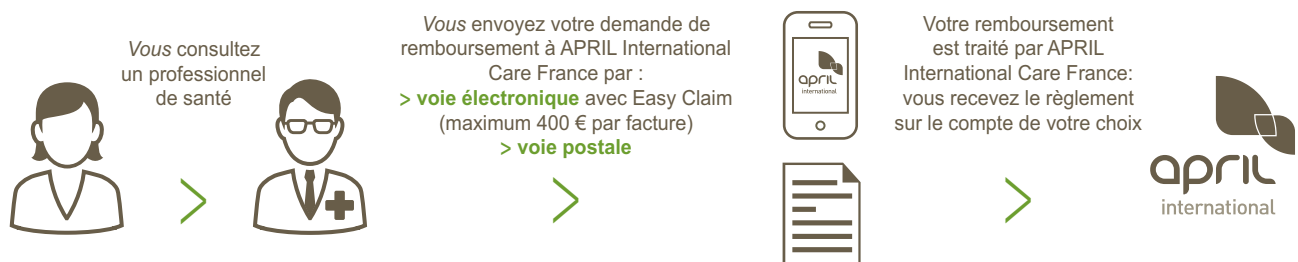 Vous consultez
un professionnel
de santé
Vous envoyez votre demande de
remboursement à APRIL International
Care France par :
> voie électronique avec Easy Claim
(maximum 400 € par facture)
> voie postale
april
international
Votre remboursement
est traité par APRIL
International Care France:
vous recevez le règlement
sur le compte de votre choix
april
international